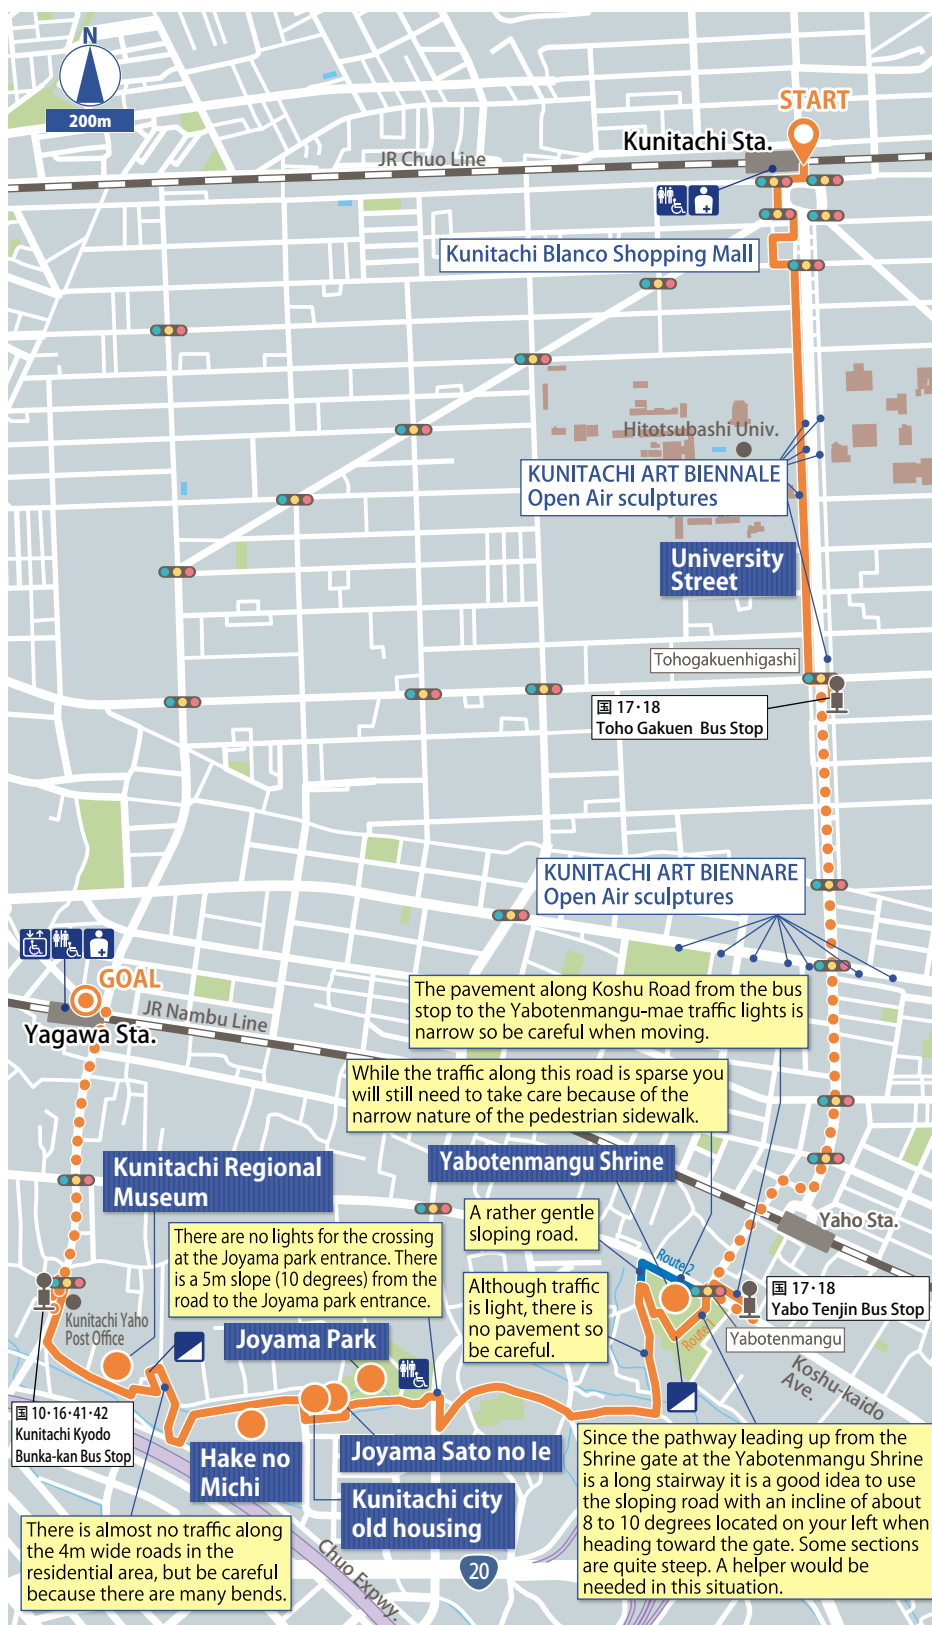 N
200m
START
Kunitachi Sta.
JR Chuo Line
Kunitachi Blanco Shopping Mall
Hitotsubashi Univ.
KUNITACHI ART BIENNALE
Open Air sculptures
University
Street
Tohogakuenhigashi
国 17・18
Toho Gakuen Bus Stop
KUNITACHI ART BIENNARE
Open Air sculptures
GOAL
Yagawa Sta.
JR Nambu Line
The pavement along Koshu Road from the bus
stop to the Yabotenmangu-mae traffic lights is
narrow so be careful when moving.
While the traffic along this road is sparse you
will still need to take care because of the
narrow nature of the pedestrian sidewalk.
Kunitachi Regional
Museum
Yabotenmangu Shrine
A rather gentle
sloping road.
Yaho Sta.
There are no lights for the crossing
at the Joyama park entrance. There
is a 5m slope (10 degrees) from the
road to the Joyama park entrance.
Route 2
Although traffic
is light, there is
no pavement so
be careful.
国 17・18
Yabo Tenjin Bus Stop
Route 1
Yabotenmangu
Kunitachi Yaho
Post Office
Joyama Park
Koshu-kaido
Ave.
国 10・16・41・42
Kunitachi Kyodo
Bunka-kan Bus Stop
Hake no
Michi
Joyama Sato no Ie
Kunitachi city
old housing
Since the pathway leading up from the
Shrine gate at the Yabotenmangu Shrine
is a long stairway it is a good idea to use
the sloping road with an incline of about
8 to 10 degrees located on your left when
heading toward the gate. Some sections
are quite steep. A helper would be
needed in this situation.
There is almost no traffic along
the 4m wide roads in the
residential area, but be careful
because there are many bends.
Chuo Expwy.
20